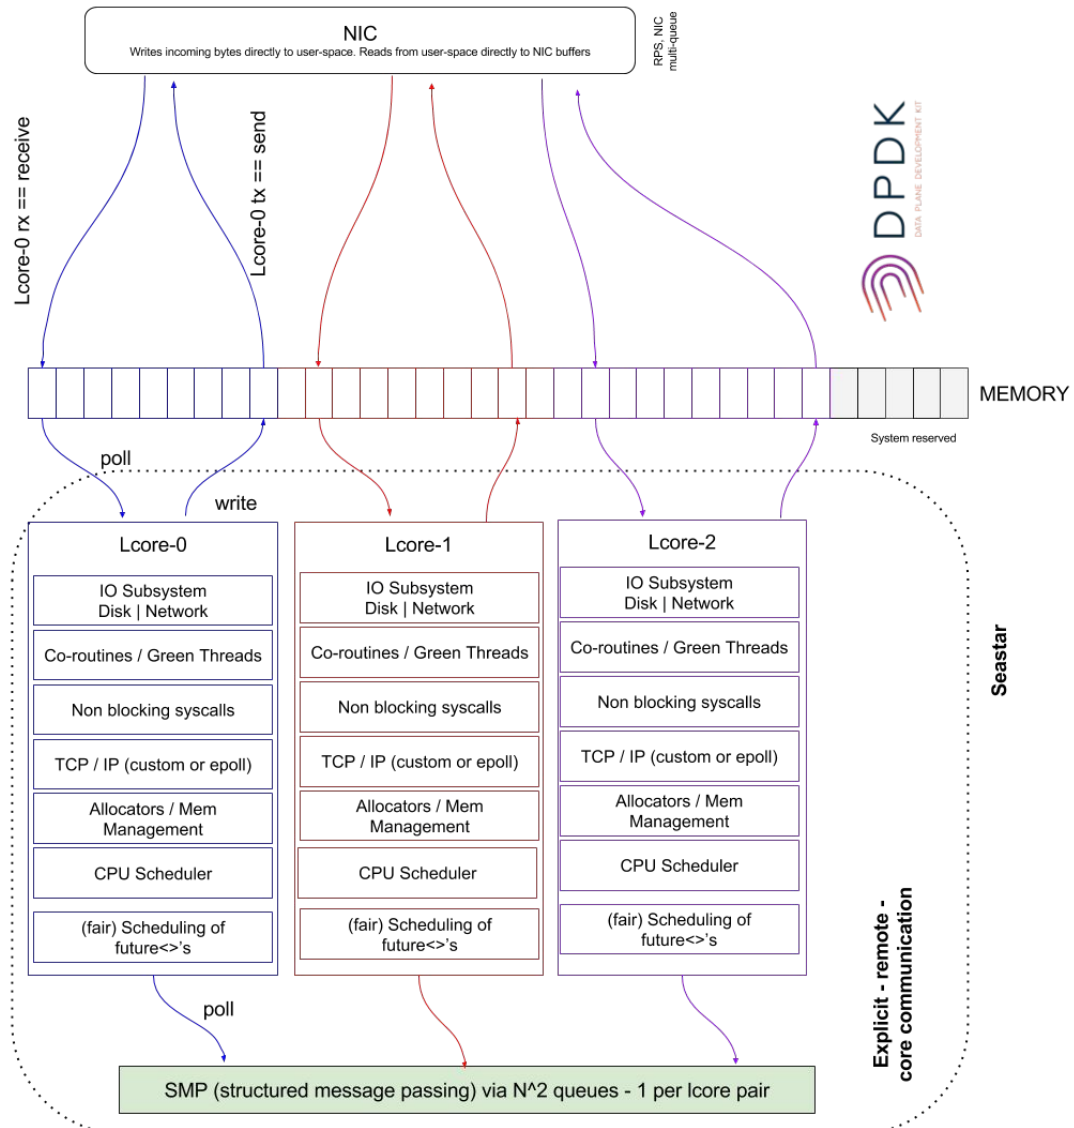 NIC
Writes incoming bytes directly to user-space. Reads from user-space directly to NIC buffers
RPS, NIC
multi-queue
Lcore-0 rx == receive
Lcore-0 tx == send
DPDK
DATA PLANE DEVELOPMENT KIT
MEMORY
System reserved
poll
write
Lcore-0
IO Subsystem
Disk | Network
Co-routines / Green Threads
Non blocking syscalls
TCP / IP (custom or epoll)
Allocators / Mem
Management
CPU Scheduler
(fair) Scheduling of
future<>'s
Lcore-1
IO Subsystem
Disk | Network
Co-routines / Green Threads
Non blocking syscalls
TCP / IP (custom or epoll)
Allocators / Mem
Management
CPU Scheduler
(fair) Scheduling of
future<>'s
Lcore-2
IO Subsystem
Disk | Network
Co-routines / Green Threads
Non blocking syscalls
TCP / IP (custom or epoll)
Allocators / Mem
Management
CPU Scheduler
(fair) Scheduling of
future<>'s
Seastar
Explicit - remote -
core communication
poll
SMP (structured message passing) via N^2 queues - 1 per lcore pair